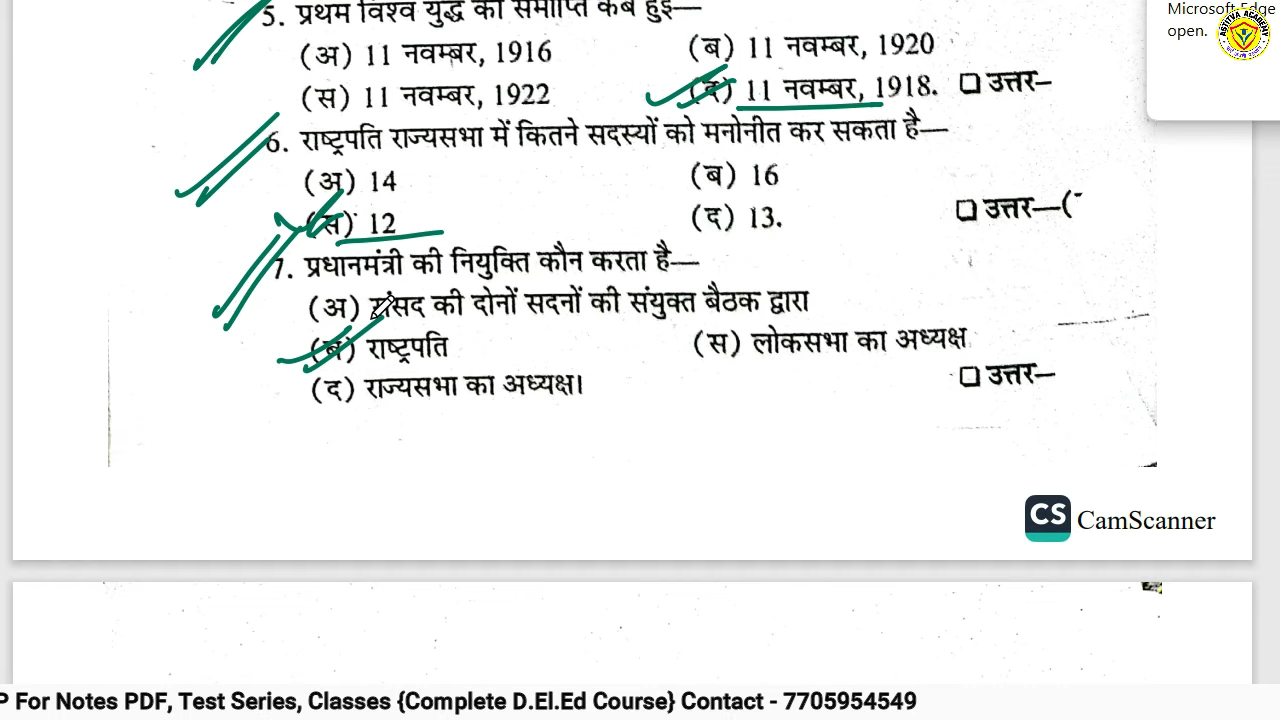 5. प्रथम विश्व युद्ध की समाप्ति कब हुई—
Microsoft Edge
open.
(अ) 11 नवम्बर, 1916 (ब) 11 नवम्बर, 1920
(स) 11 नवम्बर, 1922 (द) 11 नवम्बर, 1918. ❑ उत्तर—
6. राष्ट्रपति राज्यसभा में कितने सदस्यों को मनोनीत कर सकता है—
(अ) 14 (ब) 16
(स) 12 (द) 13. ❑ उत्तर—(
7. प्रधानमंत्री की नियुक्ति कौन करता है—
(अ) संसद की दोनों सदनों की संयुक्त बैठक द्वारा
(ब) राष्ट्रपति (स) लोकसभा का अध्यक्ष
(द) राज्यसभा का अध्यक्ष। ❑ उत्तर—
CS CamScanner
P For Notes PDF, Test Series, Classes {Complete D.El.Ed Course} Contact - 7705954549